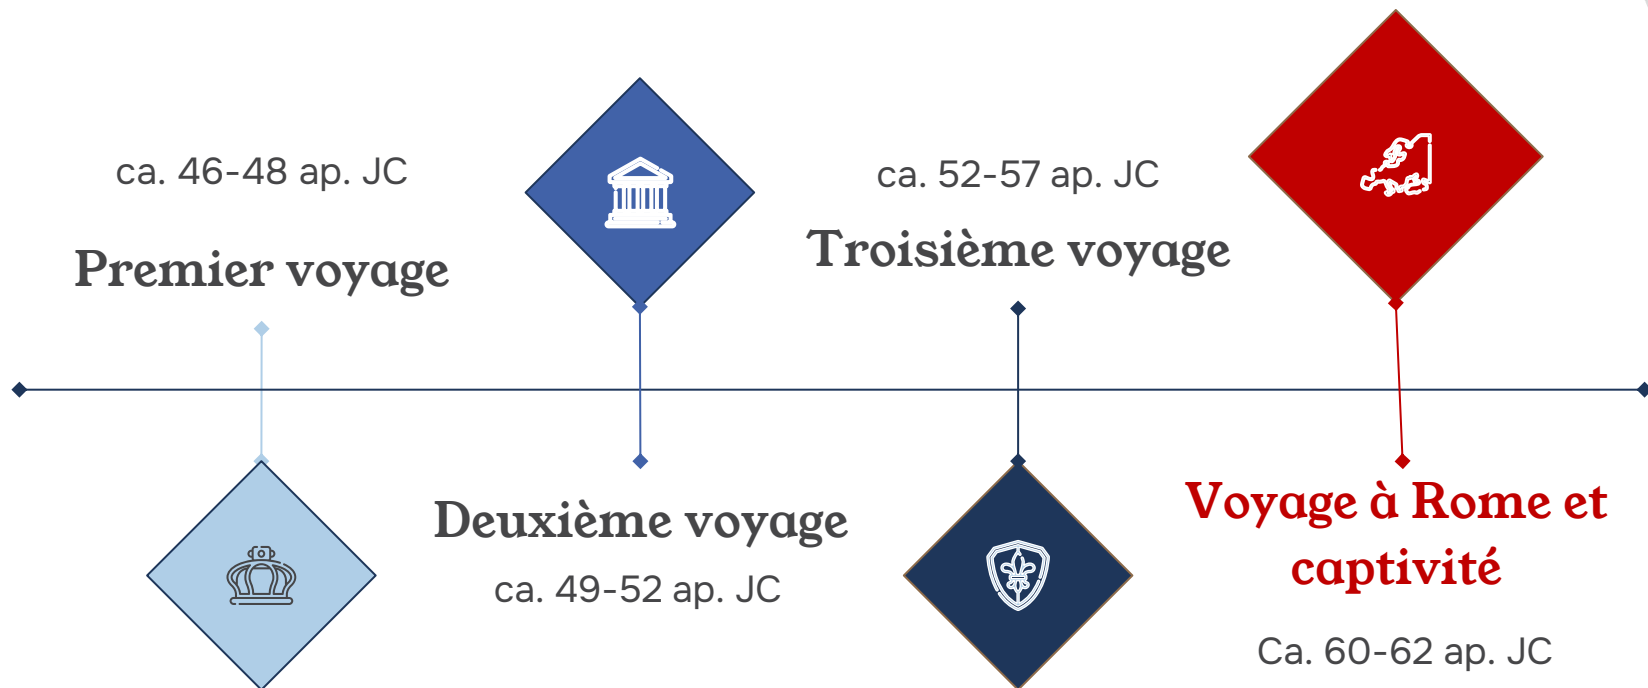 ca. 46-48 ap. JC
Premier voyage
Deuxième voyage
ca. 49-52 ap. JC
ca. 52-57 ap. JC
Troisième voyage
Voyage à Rome et
captivité
Ca. 60-62 ap. JC